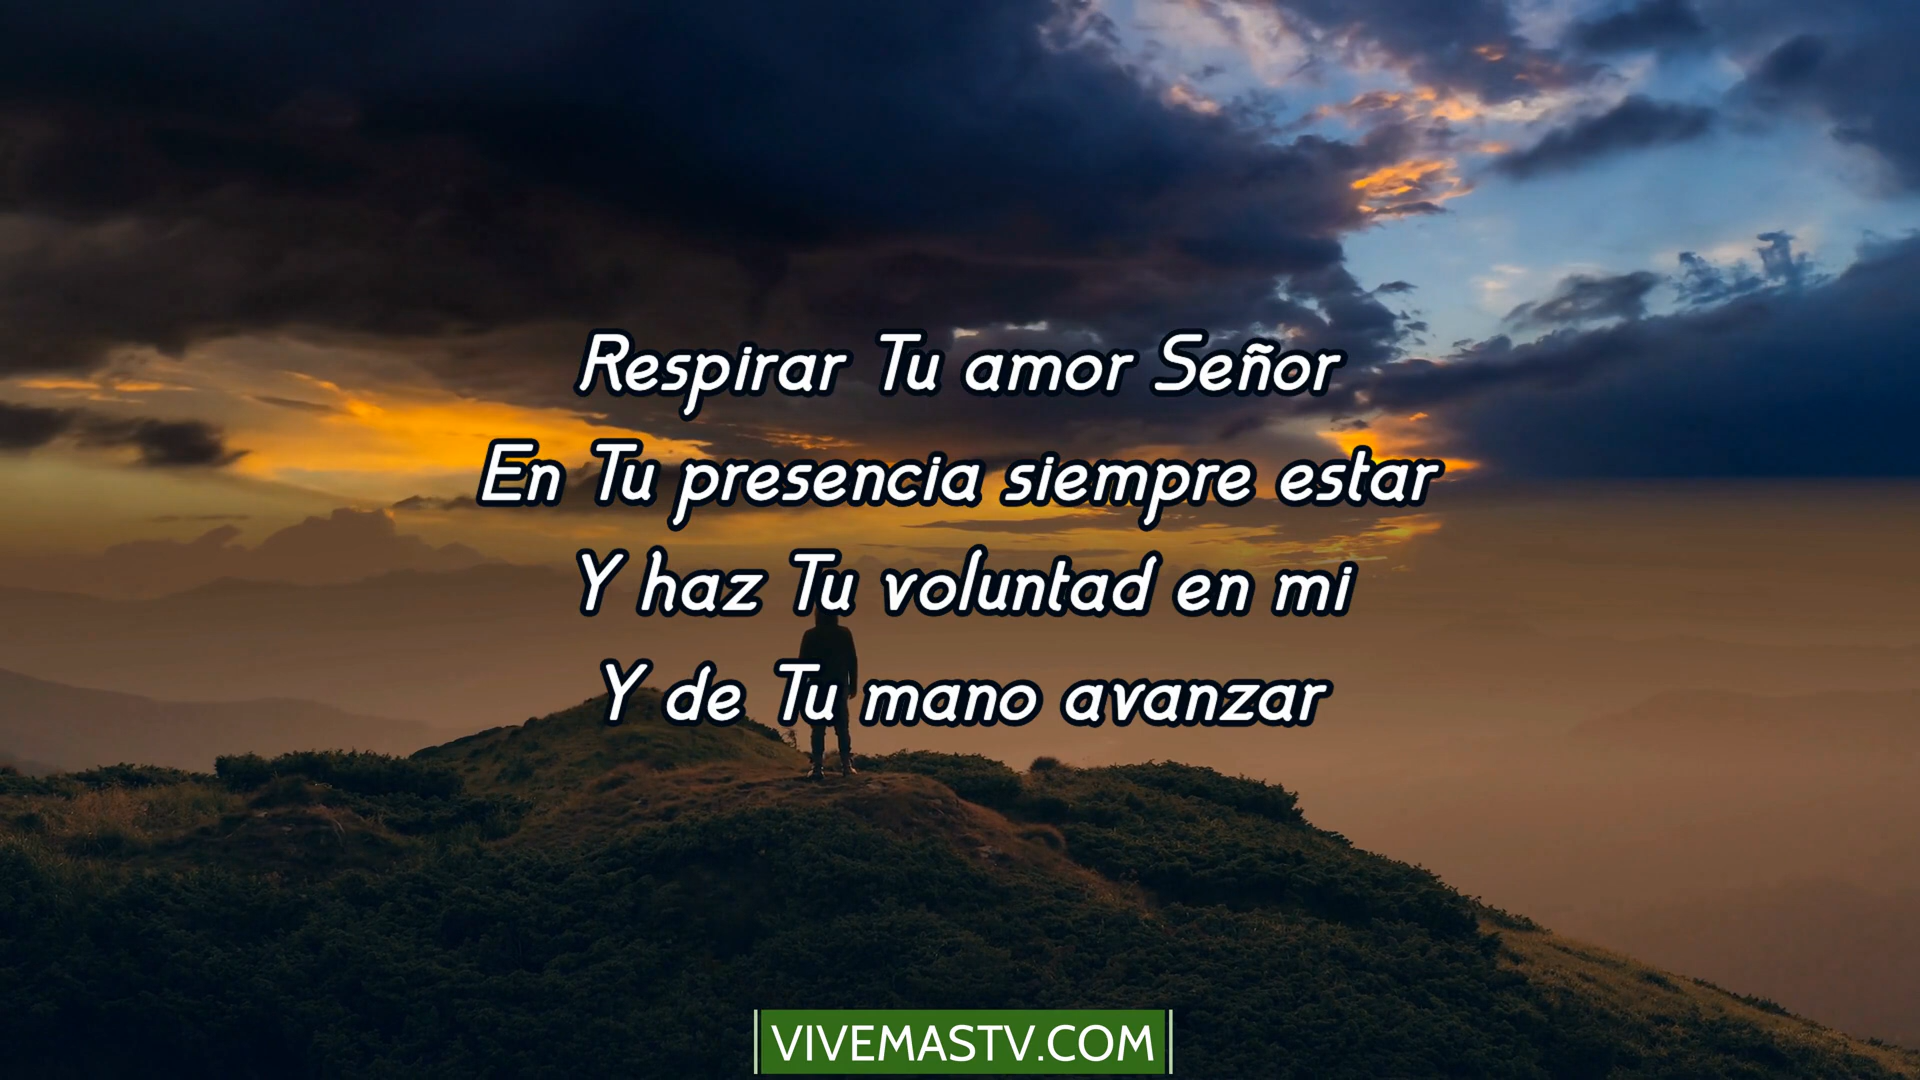 Respirar Tu amor Señor
En Tu presencia siempre estar
Y haz Tu voluntad en mi
Y de Tu mano avanzar
VIVEMASTV.COM